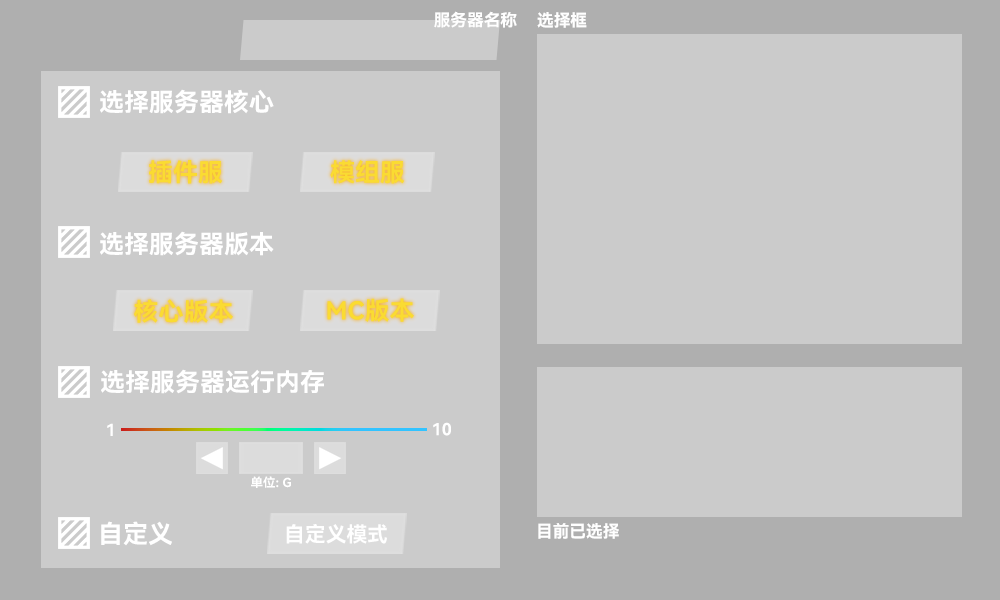 服务器名称
选择框
选择服务器核心
插件服
模组服
选择服务器版本
核心版本
MC版本
选择服务器运行内存
1
10
单位: G
自定义
自定义模式
目前已选择